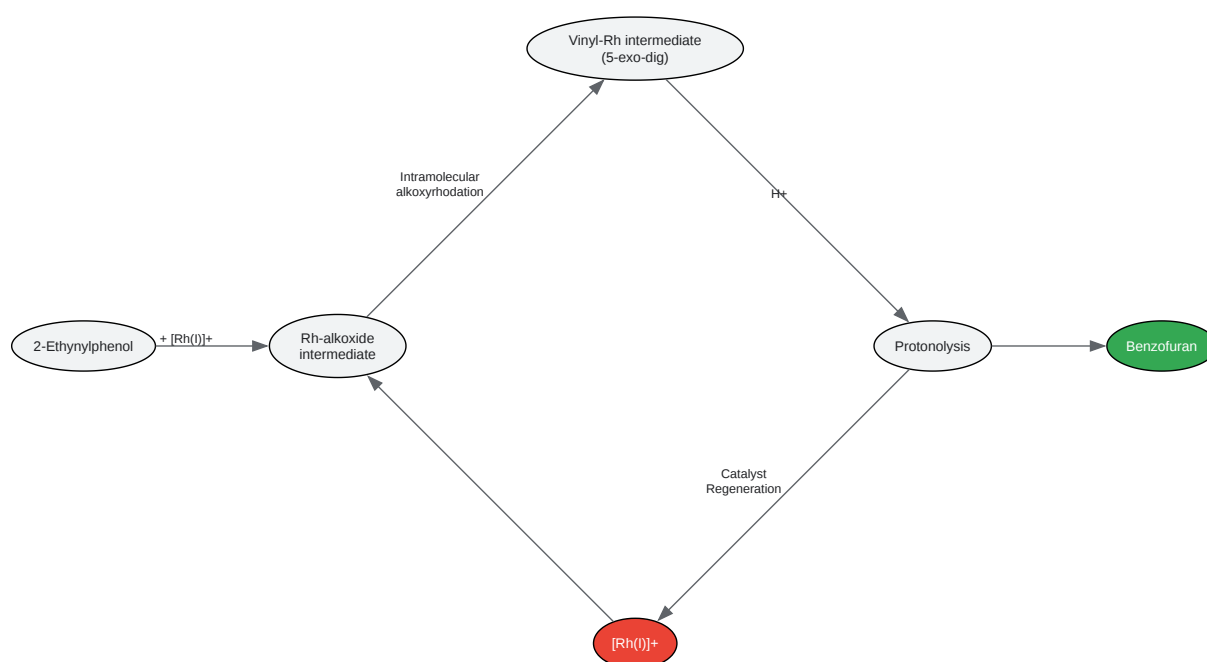 Vinyl-Rh intermediate
(5-exo-dig)
Intramolecular
alkoxyrhodation
H+
2-Ethynylphenol
+ [Rh(I)]+
Rh-alkoxide
intermediate
Protonolysis
Benzofuran
Catalyst
Regeneration
[Rh(I)]+